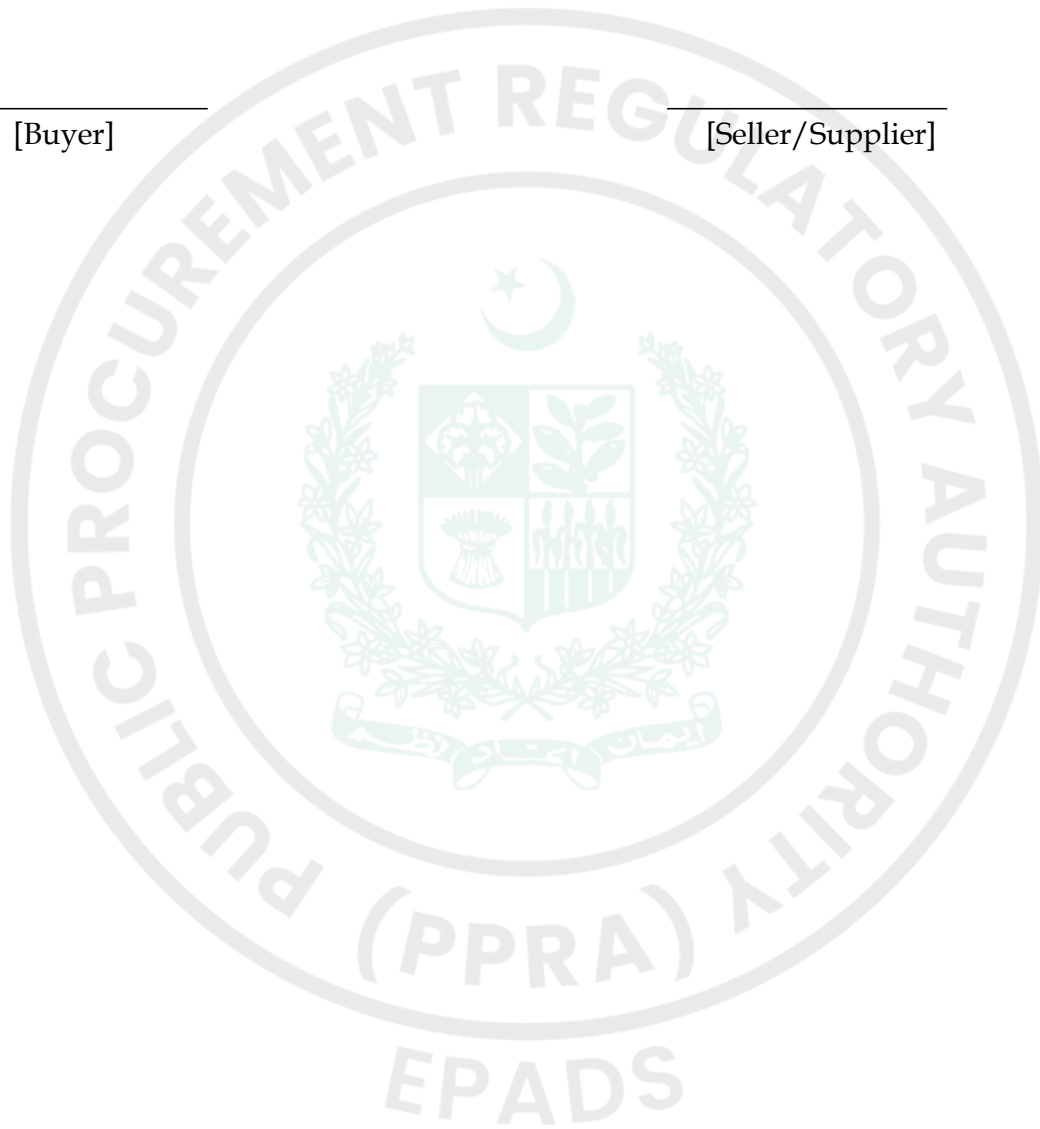 [Buyer] [Seller/Supplier]
PUBLIC PROCUREMENT REGULATORY AUTHORITY
(PPRA)
EPADS